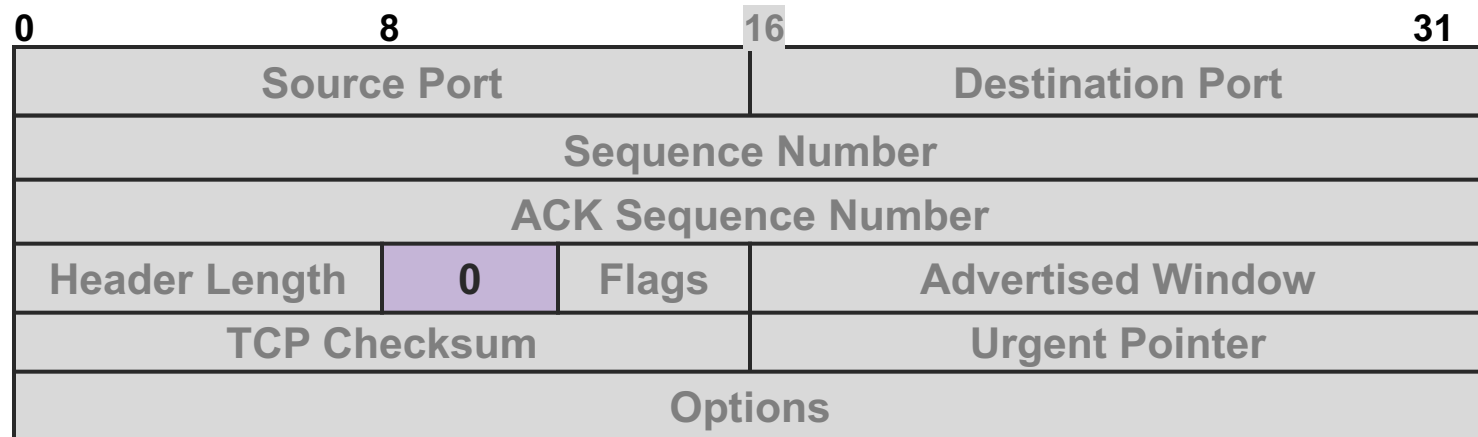 0 8 16 31
Source Port Destination Port
Sequence Number
ACK Sequence Number
Header Length 0 Flags Advertised Window
TCP Checksum Urgent Pointer
Options